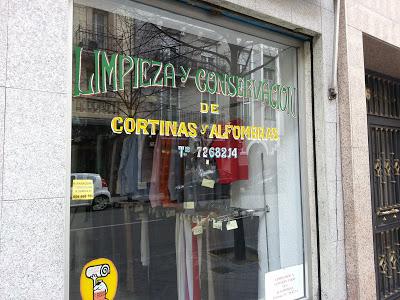 LIMPIEZA Y CONSERVACION
DE
CORTINAS Y ALFOMBRAS
Tº 7268214